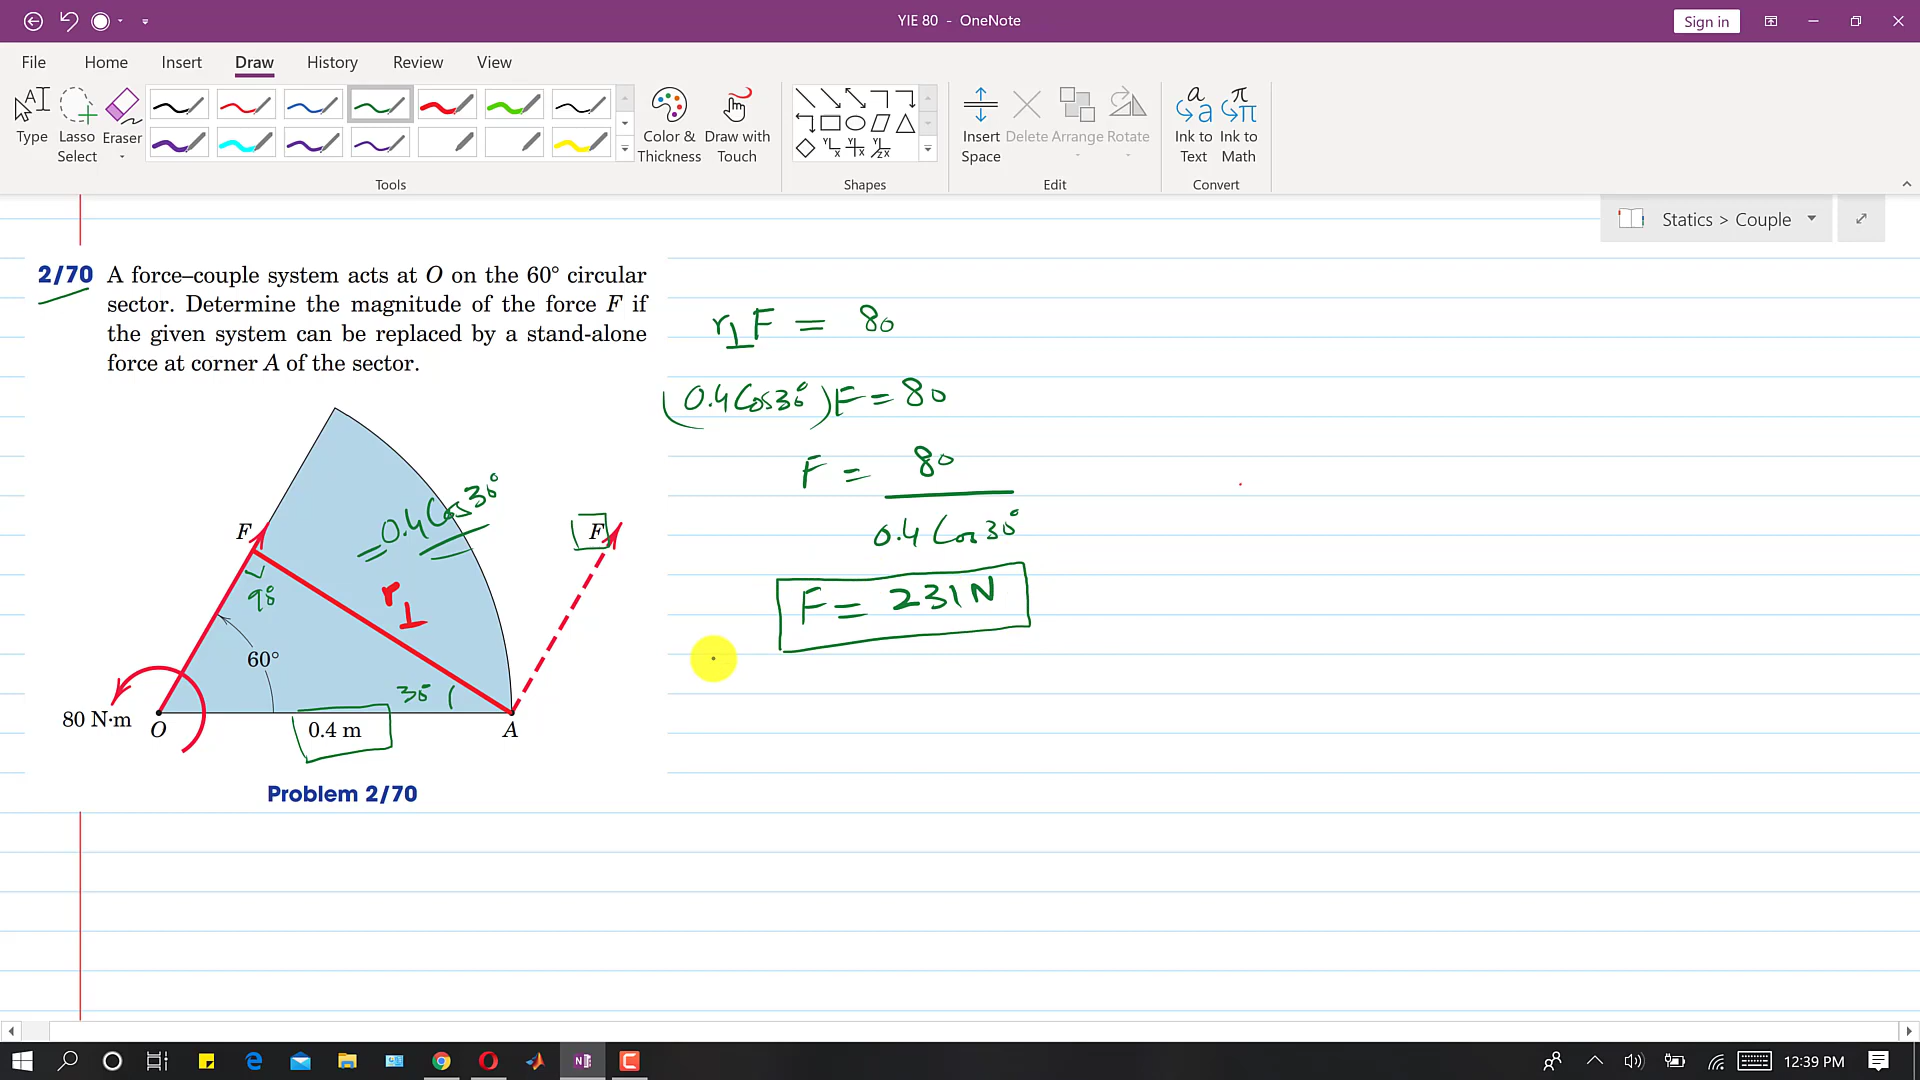 YIE 80 - OneNote
Sign in
File Home Insert Draw History Review View
Type Lasso Select Eraser Color & Thickness Draw with Touch Insert Space Delete Arrange Rotate Ink to Text Ink to Math
Tools Shapes Edit Convert
Statics > Couple
2/70 A force–couple system acts at O on the 60° circular
sector. Determine the magnitude of the force F if
the given system can be replaced by a stand-alone
force at corner A of the sector.
r⊥F = 80
(0.4 Cos30°)F = 80
F = 80
0.4 Cos30°
F = 231 N
=0.4 Cos30°
F
F
90°
r⊥
60°
30°
80 N·m
O
0.4 m
A
Problem 2/70
12:39 PM